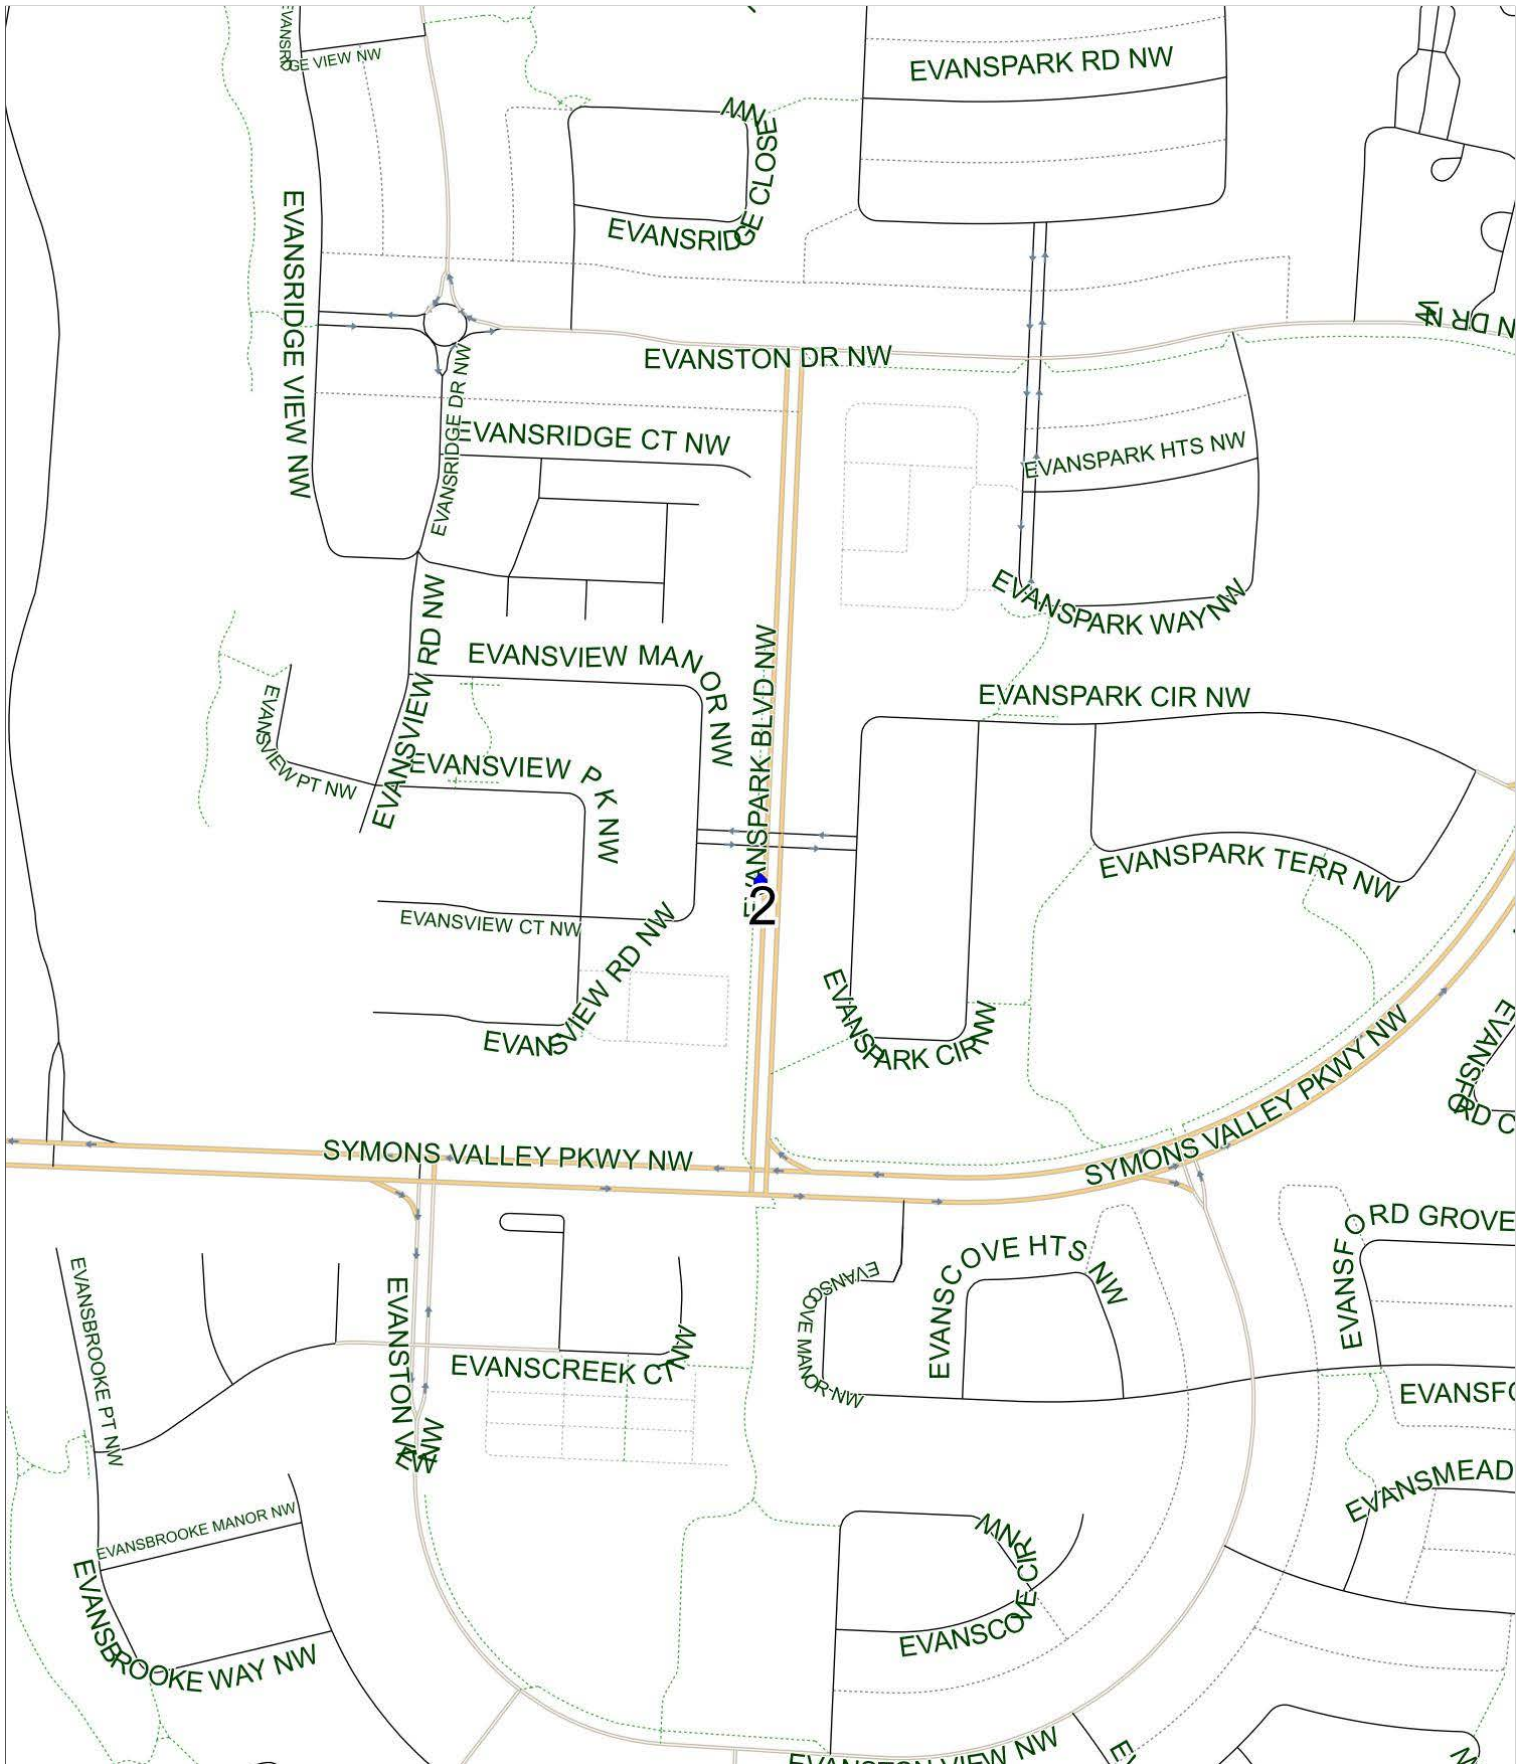 EVANSRIDGE VIEW NW
EVANSPARK RD NW
EVANSRIDGE CLOSE NW
EVANSRIDGE VIEW NW
N DR N
EVANSTON DR NW
EVANSRIDGE DR NW
EVANSRIDGE CT NW
EVANSPARK HTS NW
EVANSPARK WAY NW
EVANSVIEW RD NW
EVANSVIEW MANOR NW
EVANSPARK BLVD NW
EVANSPARK CIR NW
EVANSVIEW PT NW
EVANSVIEW PK NW
EVANSPARK TERR NW
2
EVANSVIEW CT NW
EVANSVIEW RD NW
EVANSPARK CIR NW
EVANSFORD C
SYMONS VALLEY PKWY NW
SYMONS VALLEY PKWY NW
EVANSFORD GROVE
EVANSBROOKE PT NW
EVANSTON VIEW NW
EVANSCREEK CT NW
EVANSCOVE MANOR NW
EVANSCOVE HTS NW
EVANSFO
EVANSMEAD
EVANSBROOKE MANOR NW
EVANSBROOKE WAY NW
EVANSCOVE CIR NW
EVANSTON VIEW NW
EV